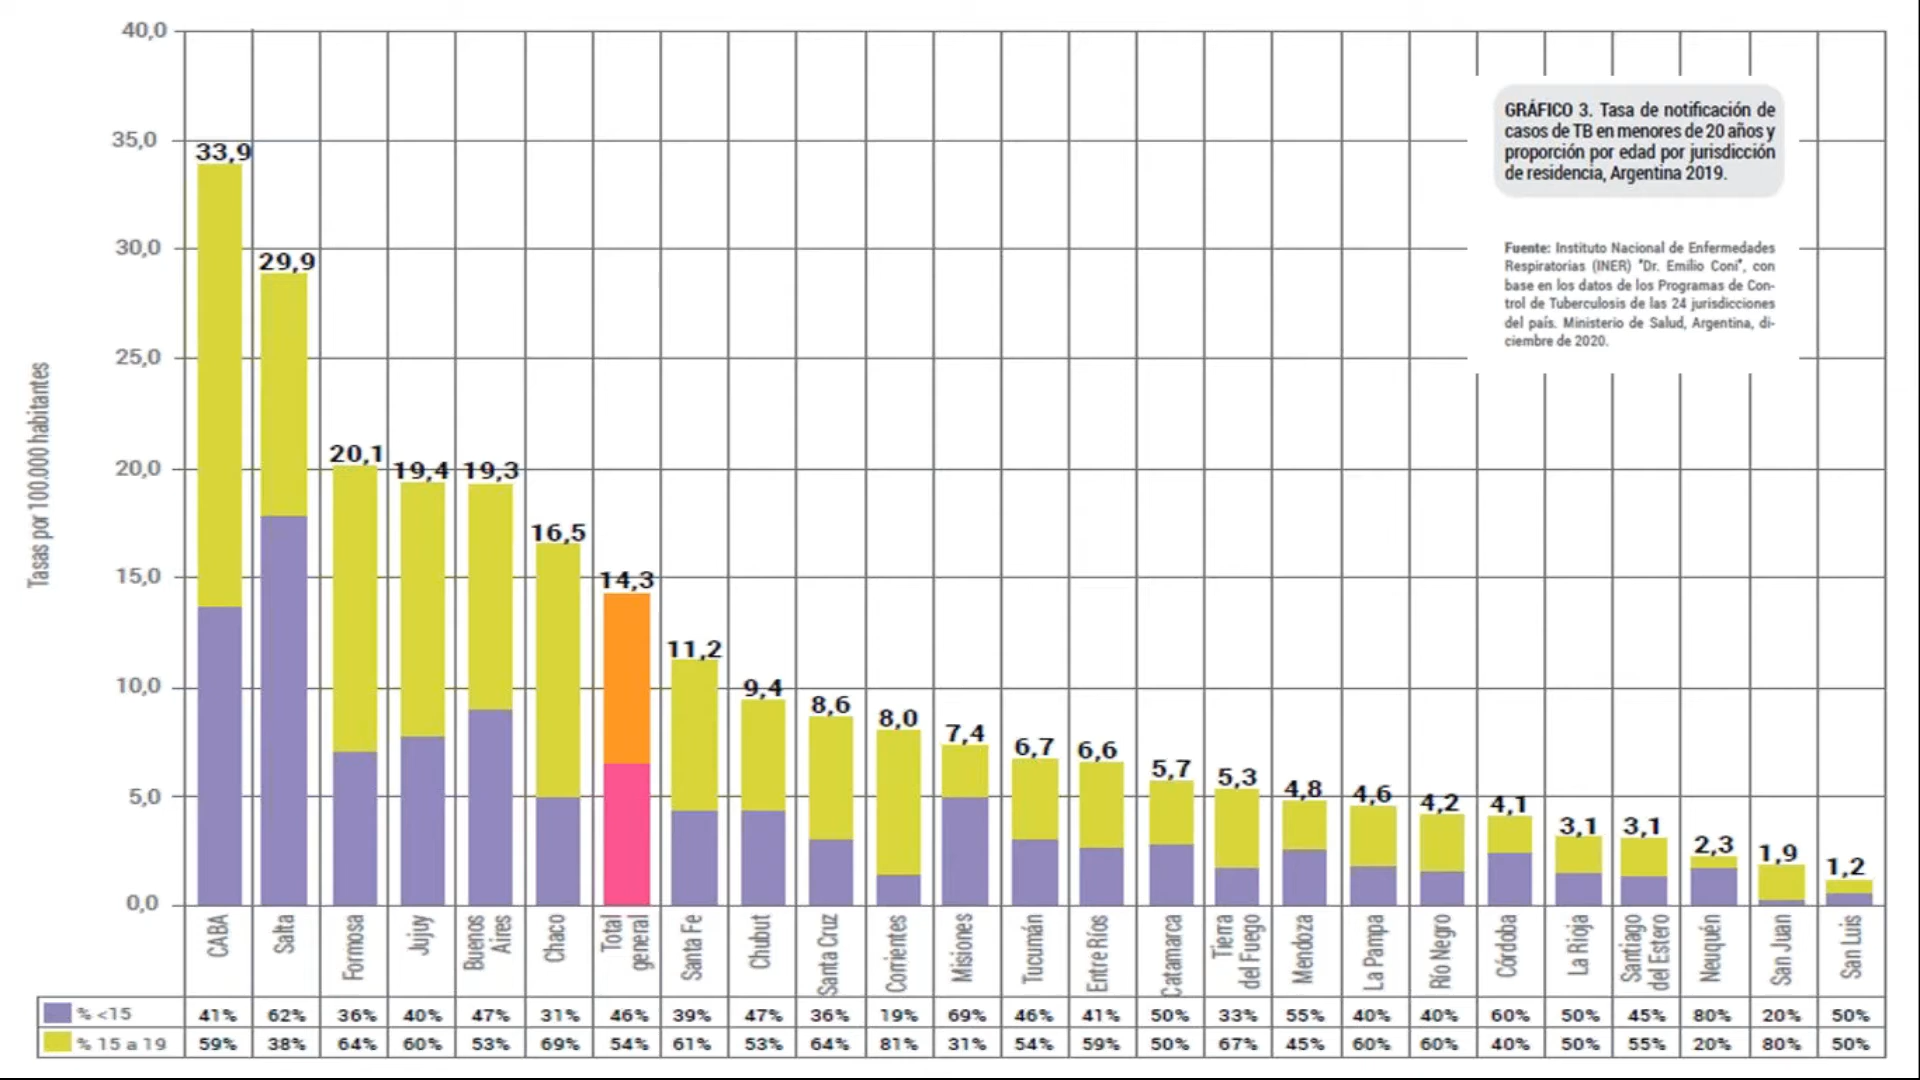 40,0
35,0
30,0
25,0
20,0
15,0
10,0
5,0
0,0
Tasas por 100.000 habitantes
33,9
29,9
20,1
19,4
19,3
16,5
14,3
11,2
9,4
8,6
8,0
7,4
6,7
6,6
5,7
5,3
4,8
4,6
4,2
4,1
3,1
3,1
2,3
1,9
1,2
GRÁFICO 3. Tasa de notificación de
casos de TB en menores de 20 años y
proporción por edad por jurisdicción
de residencia, Argentina 2019.
Fuente: Instituto Nacional de Enfermedades
Respiratorias (INER) "Dr. Emilio Coni", con
base en los datos de los Programas de Con-
trol de Tuberculosis de las 24 jurisdicciones
del país. Ministerio de Salud, Argentina, di-
ciembre de 2020.
CABA
Salta
Formosa
Jujuy
Buenos
Aires
Chaco
Total
general
Santa Fe
Chubut
Santa Cruz
Corrientes
Misiones
Tucumán
Entre Ríos
Catamarca
Tierra
del Fuego
Mendoza
La Pampa
Río Negro
Córdoba
La Rioja
Santiago
del Estero
Neuquén
San Juan
San Luis
% <15 41% 62% 36% 40% 47% 31% 46% 39% 47% 36% 19% 69% 46% 41% 50% 33% 55% 40% 40% 60% 50% 45% 80% 20% 50%
% 15 a 19 59% 38% 64% 60% 53% 69% 54% 61% 53% 64% 81% 31% 54% 59% 50% 67% 45% 60% 60% 40% 50% 55% 20% 80% 50%